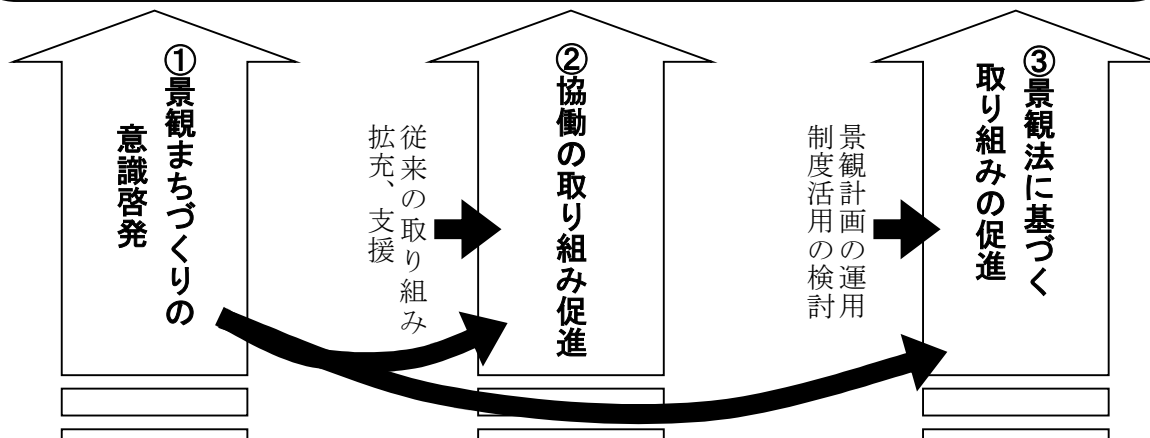 ①景観まちづくりの
意識啓発
従来の取り組み
拡充、支援
②協働の取り組み促進
景観計画の運用
制度活用の検討
③景観法に基づく
取り組みの促進